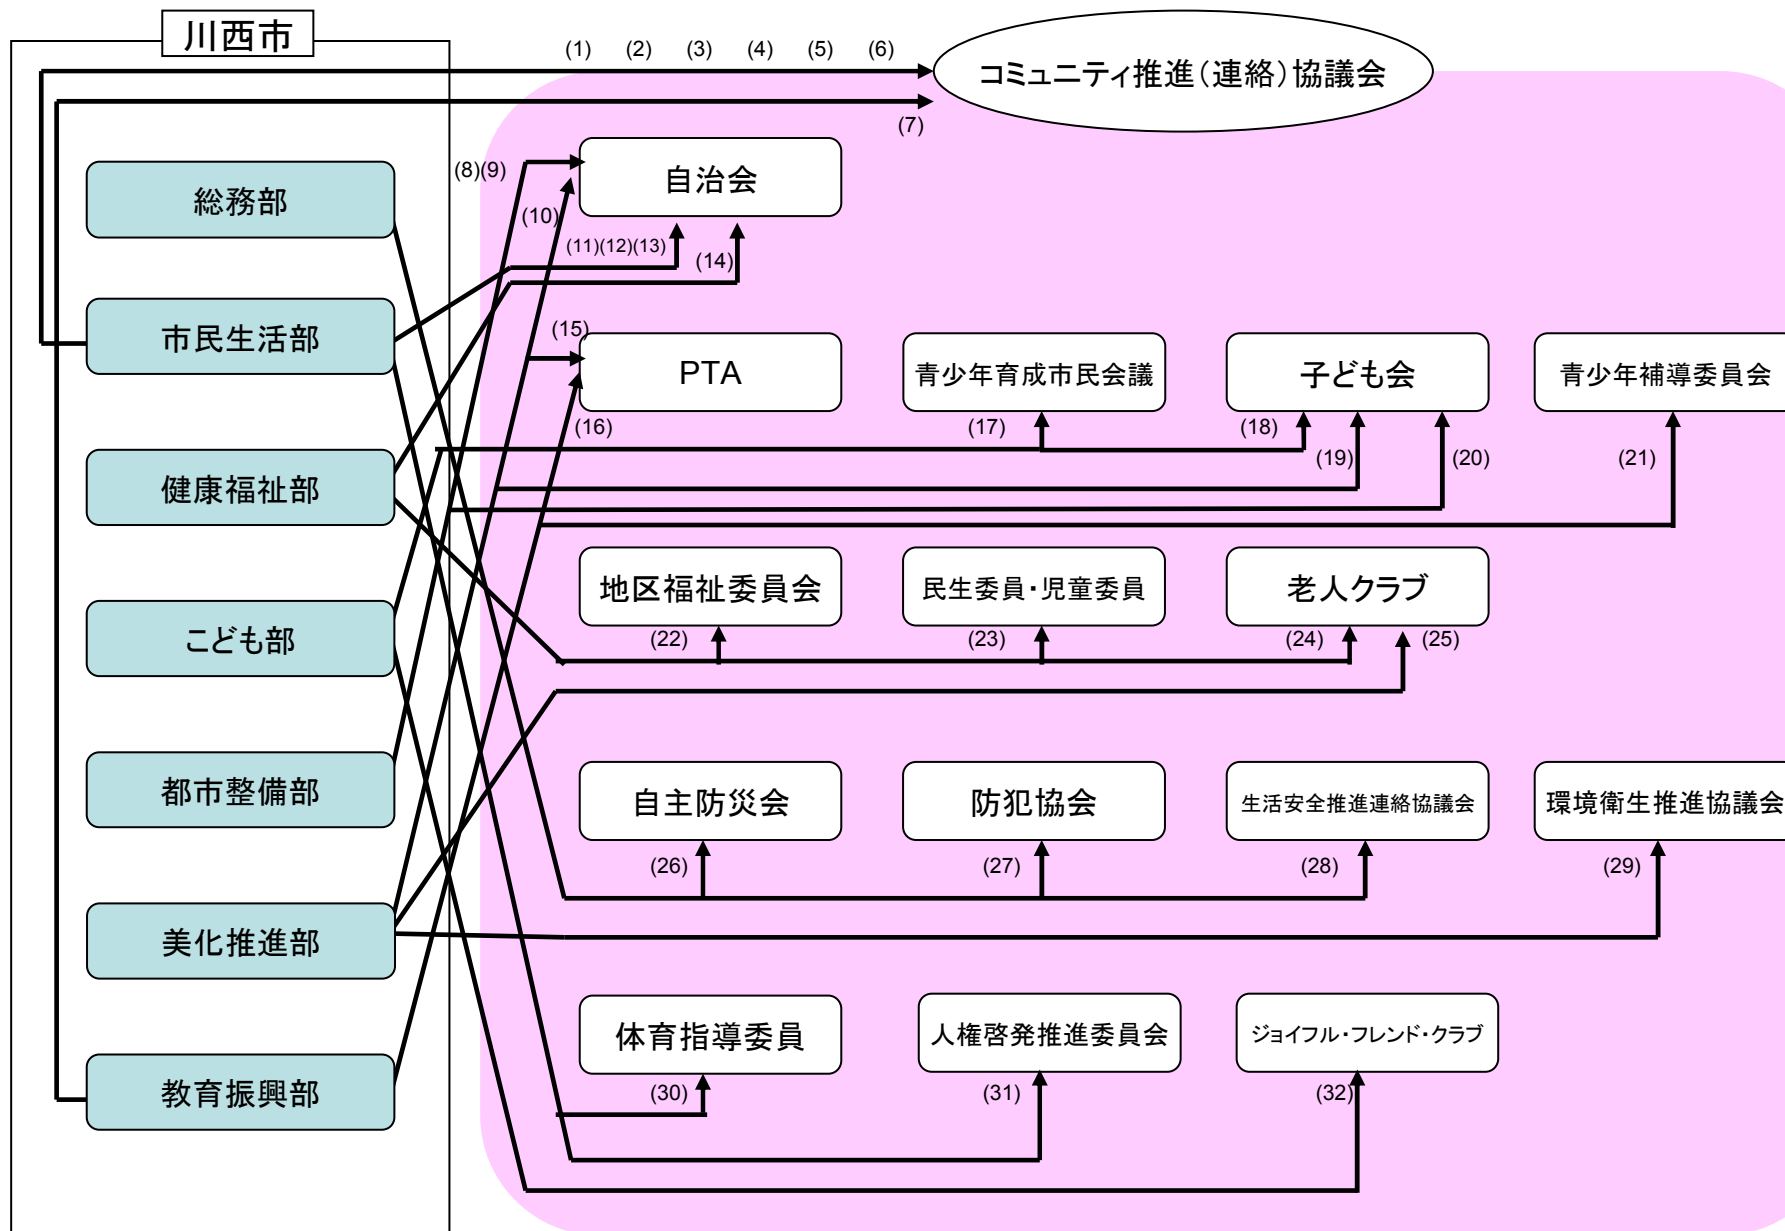 川西市
(1) (2) (3) (4) (5) (6)
コミュニティ推進(連絡)協議会
(7)
総務部
(8)(9)
自治会
(10)
(11)(12)(13)
(14)
市民生活部
(15)
PTA
青少年育成市民会議
子ども会
青少年補導委員会
(16)
(17)
(18)
(19)
(20)
(21)
健康福祉部
地区福祉委員会
民生委員・児童委員
老人クラブ
(22)
(23)
(24)
(25)
こども部
都市整備部
自主防災会
防犯協会
生活安全推進連絡協議会
環境衛生推進協議会
(26)
(27)
(28)
(29)
美化推進部
体育指導委員
人権啓発推進委員会
ジョイフル・フレンド・クラブ
(30)
(31)
(32)
教育振興部